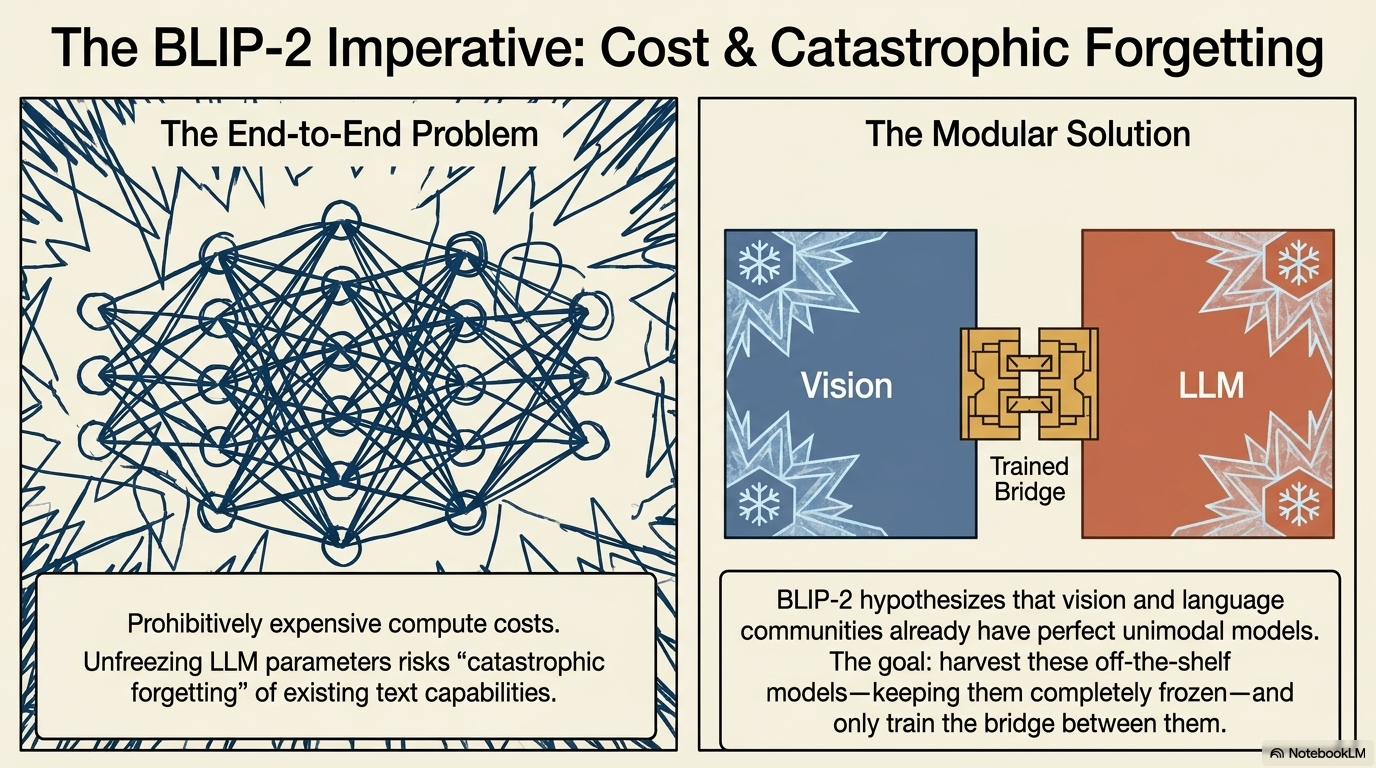 The BLIP-2 Imperative: Cost & Catastrophic Forgetting
The End-to-End Problem
Prohibitively expensive compute costs.
Unfreezing LLM parameters risks “catastrophic
forgetting” of existing text capabilities.
The Modular Solution
Vision
Trained
Bridge
LLM
BLIP-2 hypothesizes that vision and language
communities already have perfect unimodal models.
The goal: harvest these off-the-shelf
models—keeping them completely frozen—and
only train the bridge between them.
NotebookLM